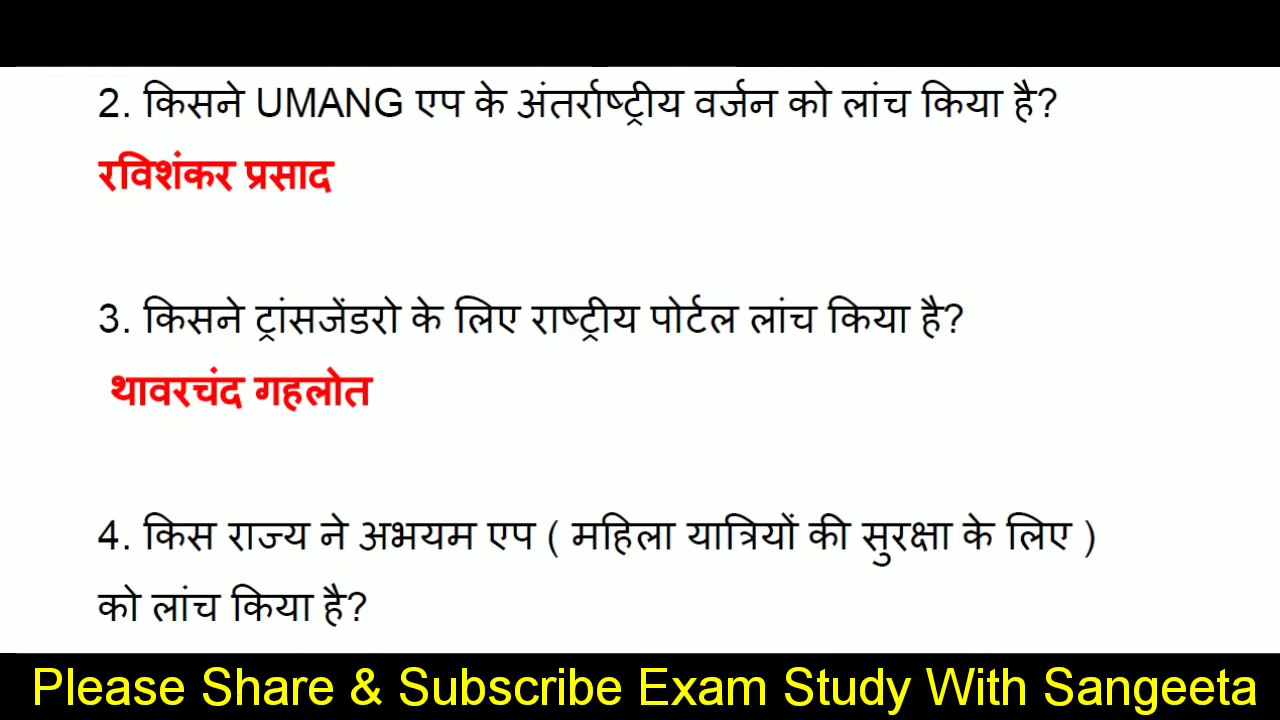 2. किसने UMANG एप के अंतर्राष्ट्रीय वर्जन को लांच किया है?
रविशंकर प्रसाद
3. किसने ट्रांसजेंडरो के लिए राष्ट्रीय पोर्टल लांच किया है?
थावरचंद गहलोत
4. किस राज्य ने अभयम एप ( महिला यात्रियों की सुरक्षा के लिए )
को लांच किया है?
Please Share & Subscribe Exam Study With Sangeeta